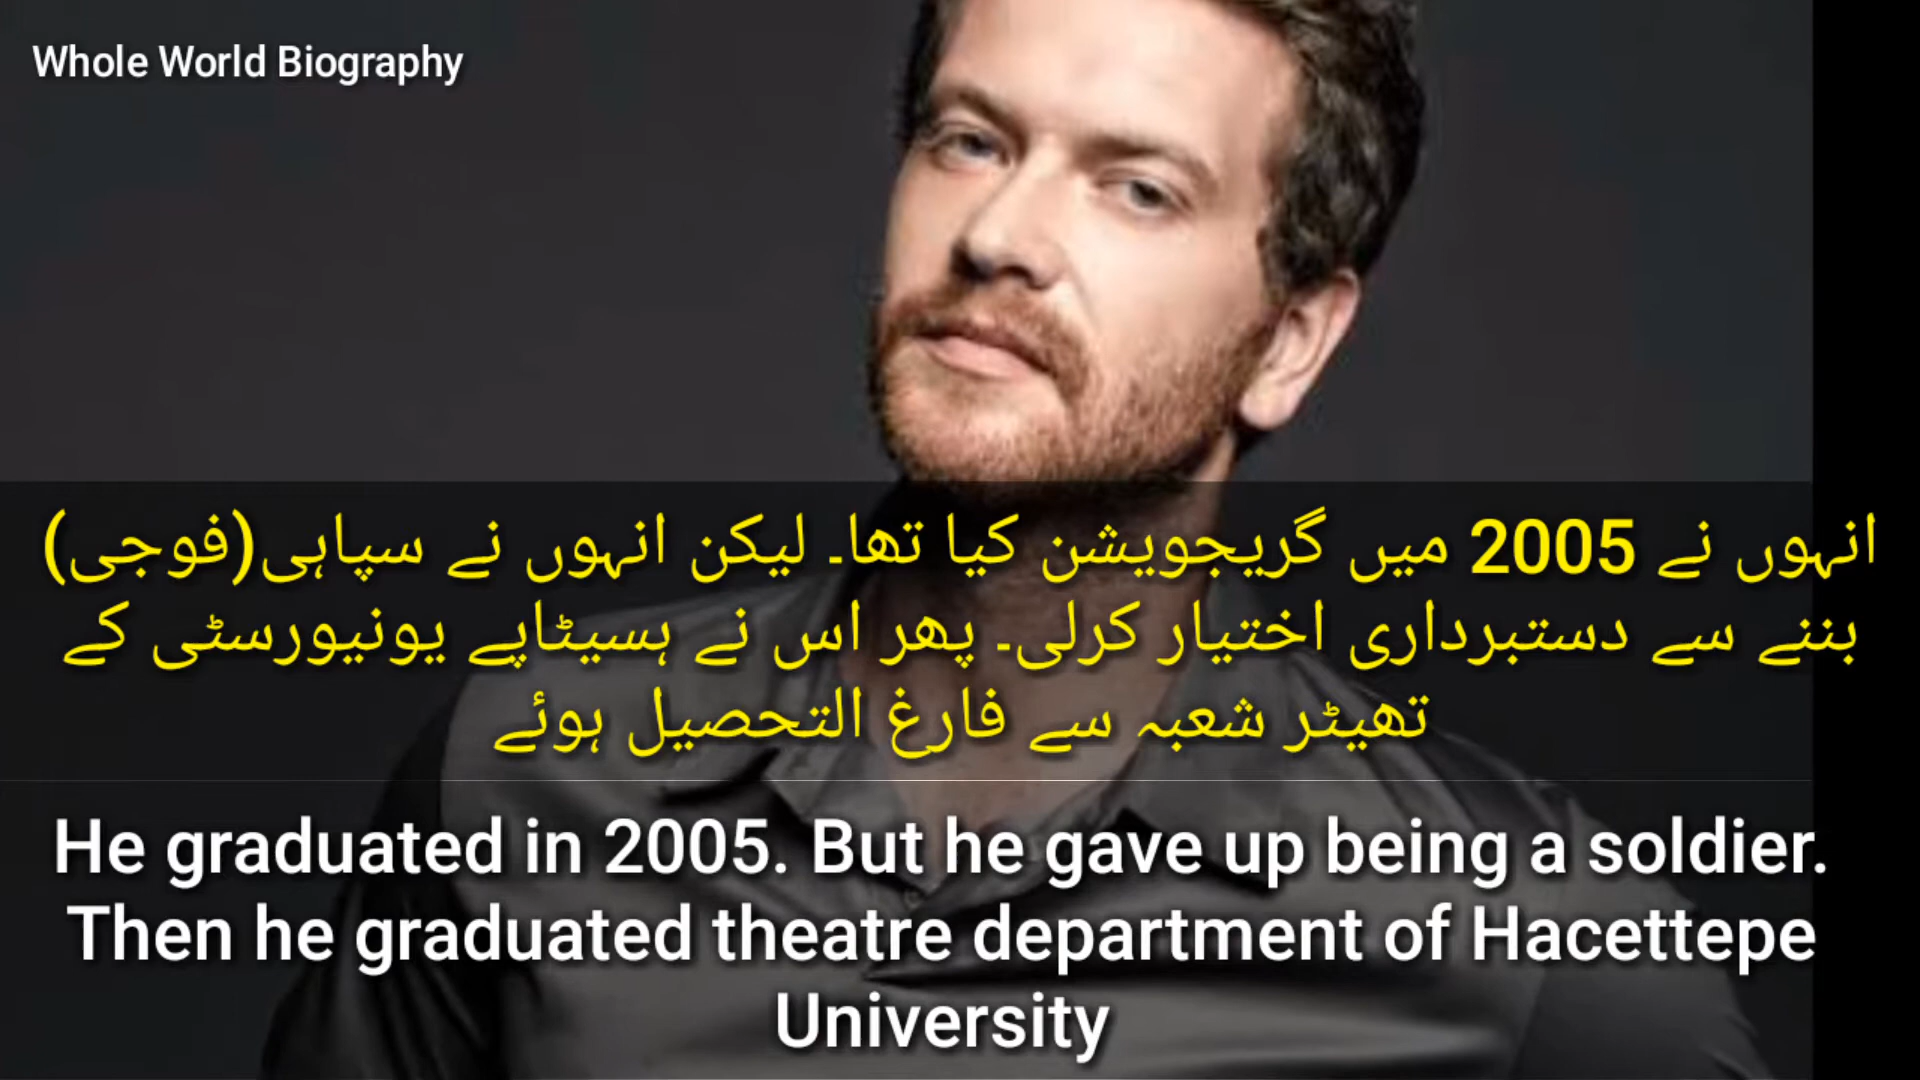 Whole World Biography
انہوں نے 2005 میں گریجویشن کیا تھا۔ لیکن انہوں نے سپاہی(فوجی)
بننے سے دستبرداری اختیار کرلی۔ پھر اس نے ہسیٹاپے یونیورسٹی کے
تھیٹر شعبہ سے فارغ التحصیل ہوئے
He graduated in 2005. But he gave up being a soldier.
Then he graduated theatre department of Hacettepe
University